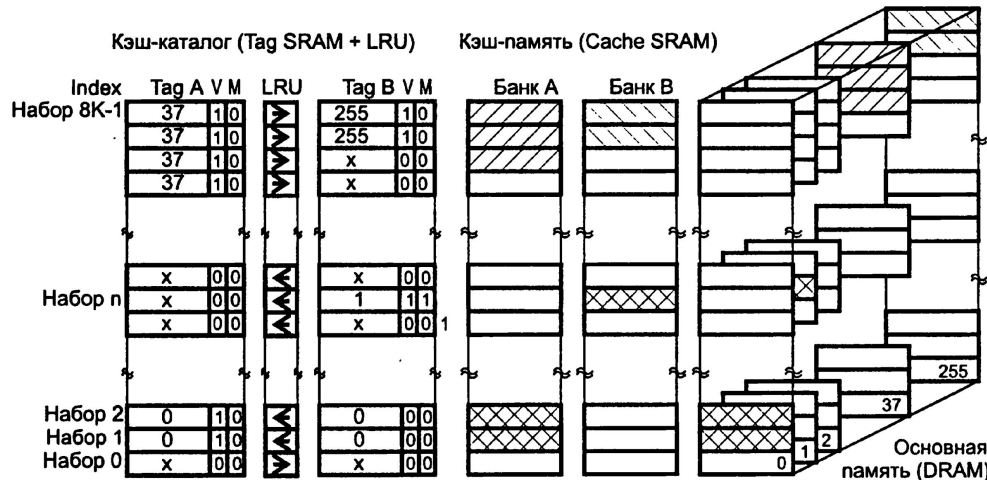 Кэш-каталог (Tag SRAM + LRU) Кэш-память (Cache SRAM)
Index Tag A V M LRU Tag B V M Банк A Банк B
Набор 8K-1 37 1 0 255 1 0
37 1 0 255 1 0
37 1 0 x 0 0
37 1 0 x 0 0
x 0 0 x 0 0
Набор n x 0 0 1 1 1
x 0 0 x 0 0 1
255
37
Набор 2 0 1 0 0 0 0
Набор 1 0 1 0 0 0 0 2
Набор 0 x 0 0 x 0 0 0 1
Основная
память (DRAM)